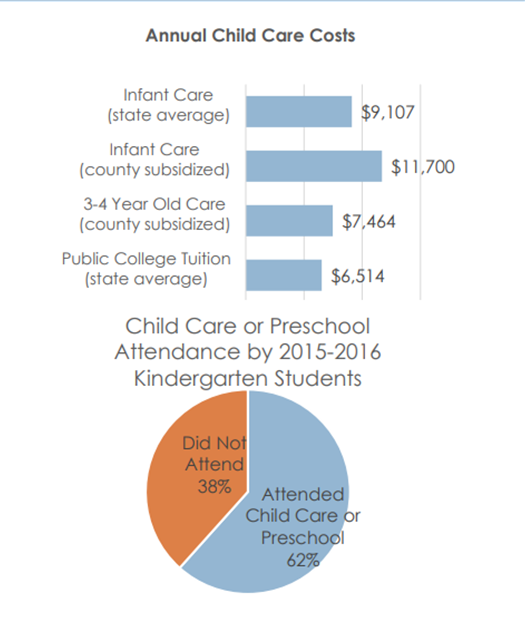 Annual Child Care Costs
Infant Care
(state average)
$9,107
Infant Care
(county subsidized)
$11,700
3-4 Year Old Care
(county subsidized)
$7,464
Public College Tuition
(state average)
$6,514
Child Care or Preschool
Attendance by 2015-2016
Kindergarten Students
Did Not
Attend
38%
Attended
Child Care or
Preschool
62%